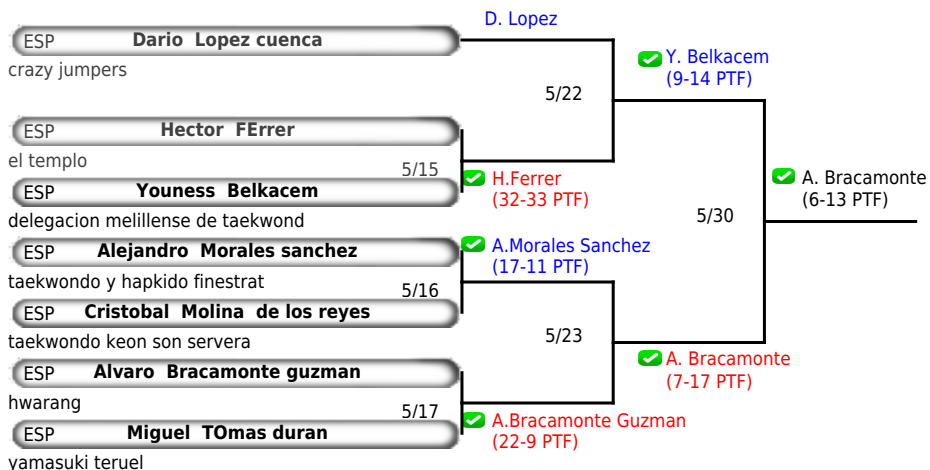 D. Lopez
ESP Dario Lopez cuenca
crazy jumpers
Y. Belkacem
(9-14 PTF)
5/22
ESP Hector FErrer
el templo
5/15
H.Ferrer
(32-33 PTF)
ESP Youness Belkacem
delegacion melillense de taekwond
A. Bracamonte
(6-13 PTF)
5/30
ESP Alejandro Morales sanchez
A.Morales Sanchez
(17-11 PTF)
taekwondo y hapkido finestrat
5/16
ESP Cristobal Molina de los reyes
taekwondo keon son servera
5/23
ESP Alvaro Bracamonte guzman
A. Bracamonte
(7-17 PTF)
hwarang
5/17
A.Bracamonte Guzman
(22-9 PTF)
ESP Miguel TOmas duran
yamasuki teruel